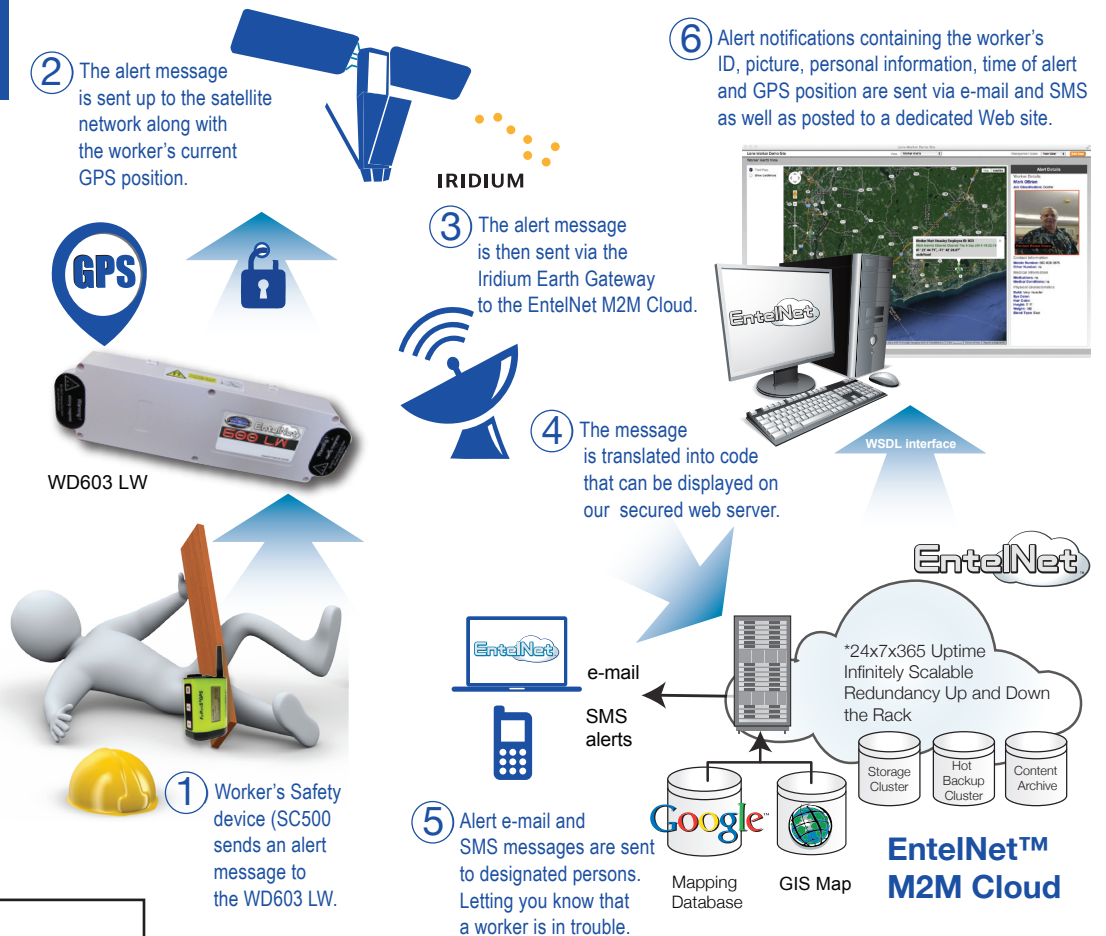 2 The alert message
is sent up to the satellite
network along with
the worker's current
GPS position.
IRIDIUM
6 Alert notifications containing the worker's
ID, picture, personal information, time of alert
and GPS position are sent via e-mail and SMS
as well as posted to a dedicated Web site.
Alert Details
Worker Details
3 The alert message
is then sent via the
Iridium Earth Gateway
to the EntelNet M2M Cloud.
GPS
EntelNet
EntelNet
WD603 LW
4 The message
is translated into code
that can be displayed on
our secured web server.
WSDL interface
EntelNet
*24x7x365 Uptime
Infinitely Scalable
Redundancy Up and Down
the Rack
EntelNet
e-mail
SMS
alerts
Storage
Cluster
Hot
Backup
Cluster
Content
Archive
1 Worker's Safety
device (SC500
sends an alert
message to
the WD603 LW.
5 Alert e-mail and
SMS messages are sent
to designated persons.
Letting you know that
a worker is in trouble.
Google
Mapping
Database
GIS Map
EntelNet™
M2M Cloud